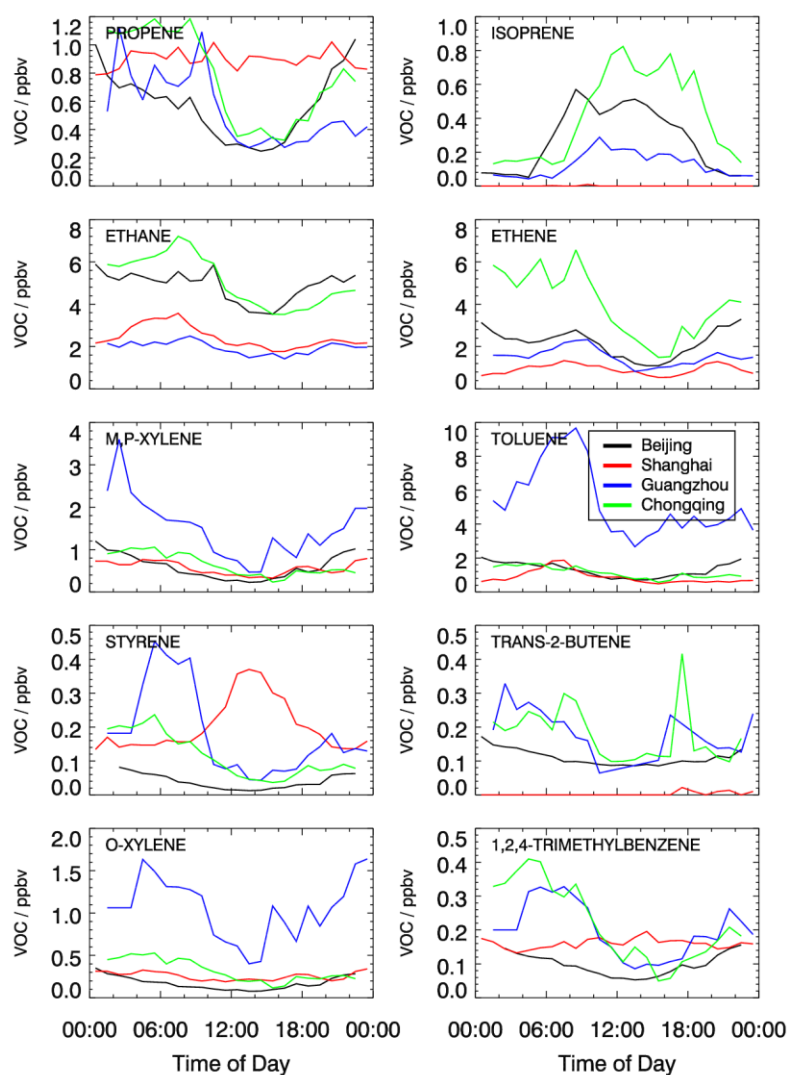 PROPENE
1.2
1.0
0.8
0.6
0.4
0.2
0.0
VOC / ppbv
ISOPRENE
1.0
0.8
0.6
0.4
0.2
0.0
VOC / ppbv
ETHANE
8
6
4
2
0
VOC / ppbv
ETHENE
8
6
4
2
0
VOC / ppbv
M,P-XYLENE
4
3
2
1
0
VOC / ppbv
TOLUENE
10
8
6
4
2
0
VOC / ppbv
Beijing
Shanghai
Guangzhou
Chongqing
STYRENE
0.5
0.4
0.3
0.2
0.1
0.0
VOC / ppbv
TRANS-2-BUTENE
0.5
0.4
0.3
0.2
0.1
0.0
VOC / ppbv
O-XYLENE
2.0
1.5
1.0
0.5
0.0
VOC / ppbv
1,2,4-TRIMETHYLBENZENE
0.5
0.4
0.3
0.2
0.1
0.0
VOC / ppbv
00:00 06:00 12:00 18:00 00:00
Time of Day
00:00 06:00 12:00 18:00 00:00
Time of Day